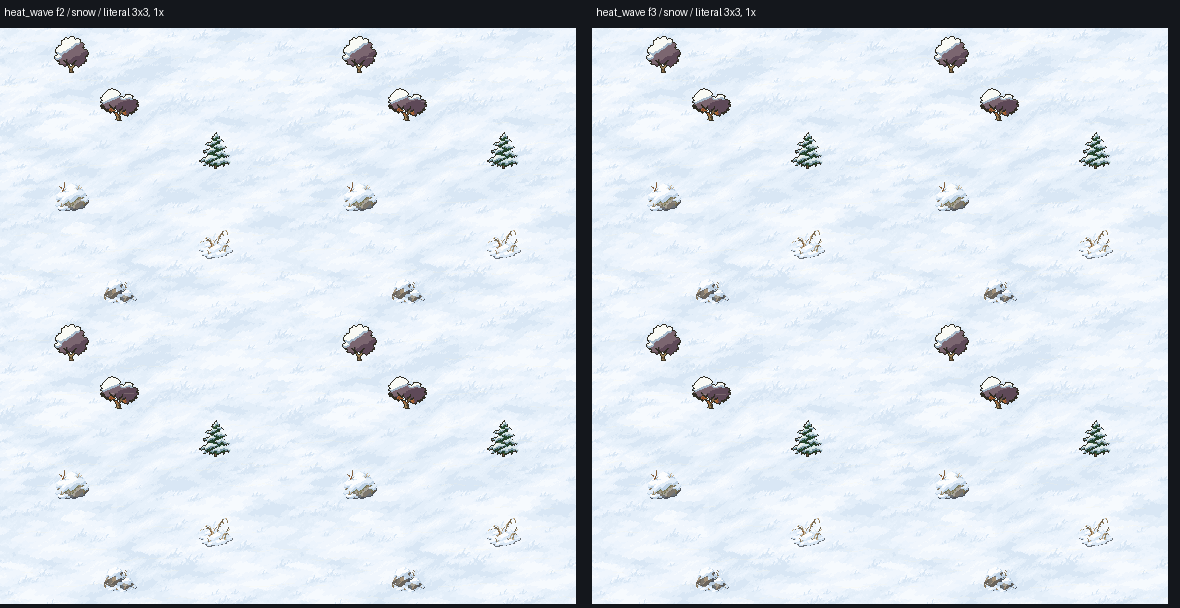 heat_wave f2 / snow / literal 3x3, 1x
heat_wave f3 / snow / literal 3x3, 1x